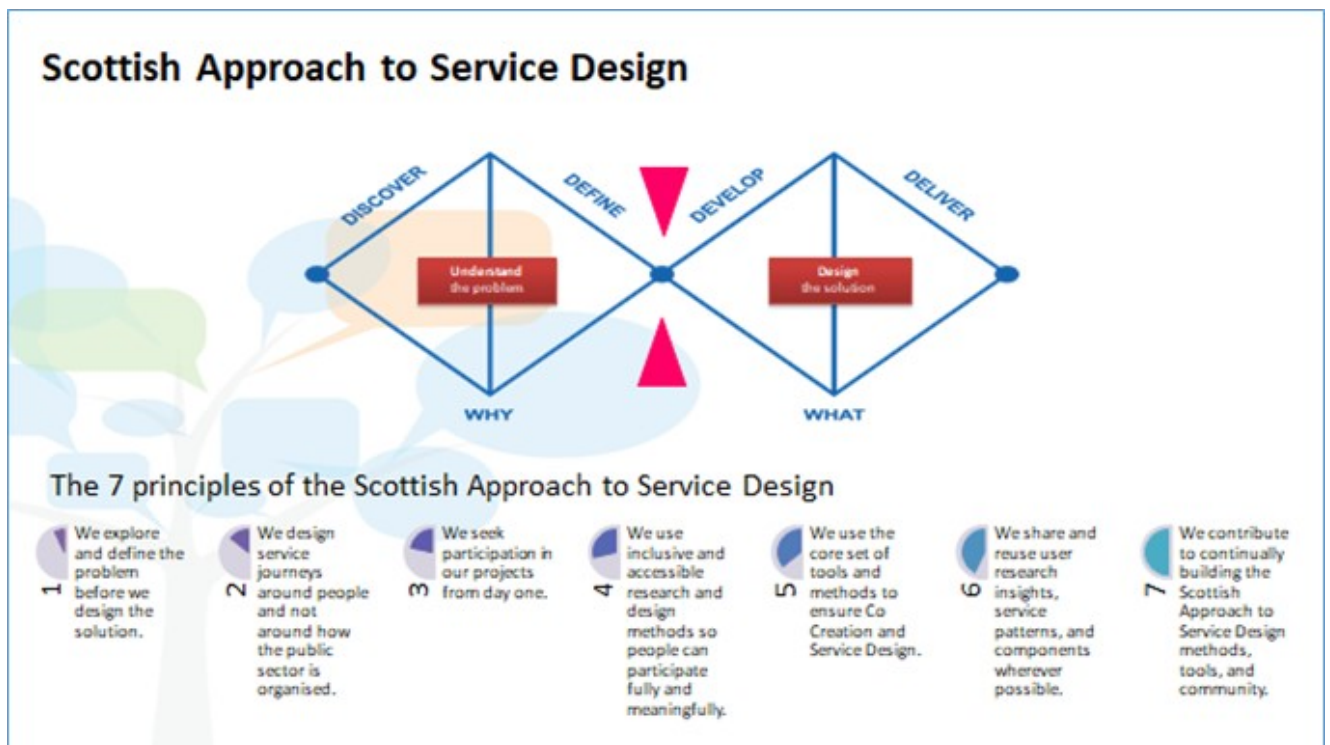 Scottish Approach to Service Design
DISCOVER
DEFINE
DEVELOP
DELIVER
Understand
the problem
Design
the solution
WHY
WHAT
The 7 principles of the Scottish Approach to Service Design
1
We explore
and define the
problem
before we
design the
solution.
2
We design
service
journeys
around people
and not
around how
the public
sector is
organised.
3
We seek
participation in
our projects
from day one.
4
We use
inclusive and
accessible
research and
design
methods so
people can
participate
fully and
meaningfully.
5
We use the
core set of
tools and
methods to
ensure Co
Creation and
Service Design.
6
We share and
reuse user
research
insights,
service
patterns, and
components
wherever
possible.
7
We contribute
to continually
building the
Scottish
Approach to
Service Design
methods,
tools, and
community.